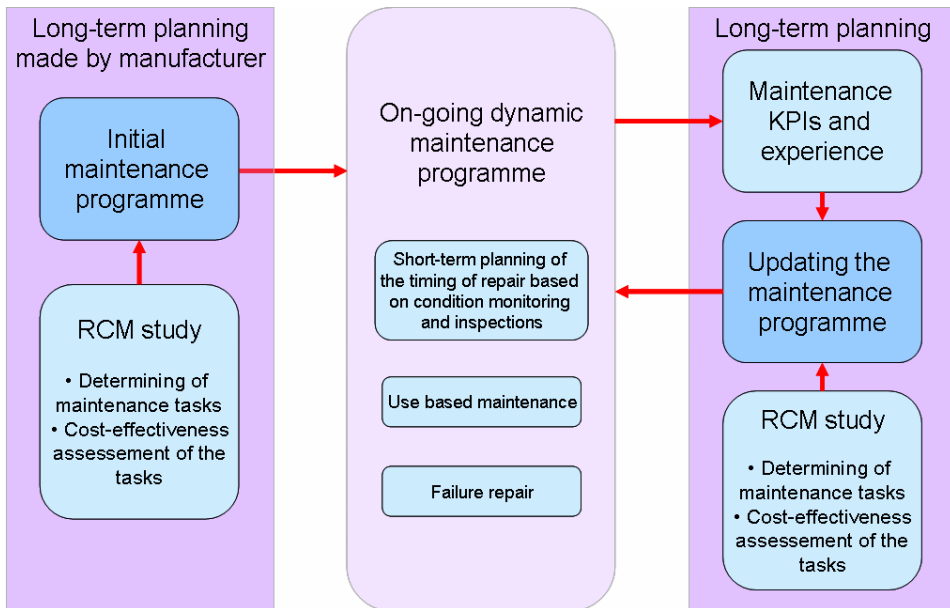 Long-term planning
made by manufacturer
Initial
maintenance
programme
RCM study
• Determining of
maintenance tasks
• Cost-effectiveness
assessement of the
tasks
On-going dynamic
maintenance
programme
Short-term planning of
the timing of repair based
on condition monitoring
and inspections
Use based maintenance
Failure repair
Long-term planning
Maintenance
KPIs and
experience
Updating the
maintenance
programme
RCM study
• Determining of
maintenance tasks
• Cost-effectiveness
assessement of the
tasks